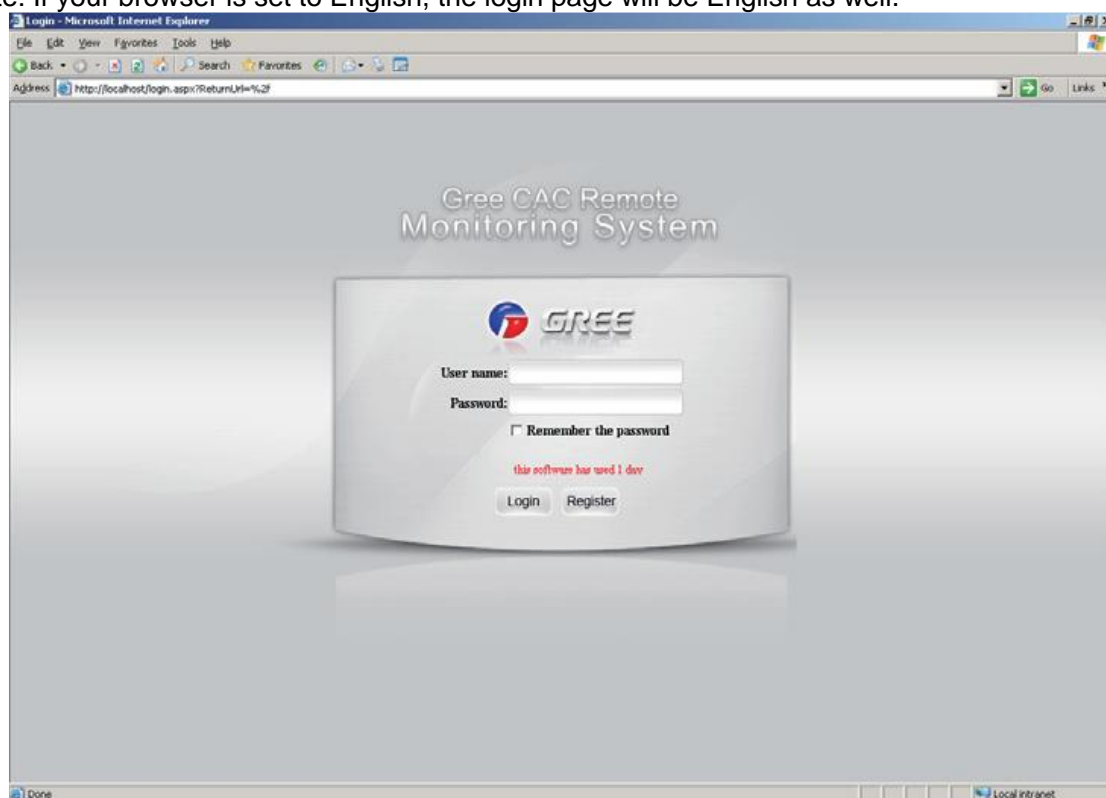 te: If your browser is set to English, the login page will be English as well.
Login - Microsoft Internet Explorer
File Edit View Favorites Tools Help
Back Search Favorites
Address http://localhost/login.aspx?ReturnUrl=%2f Go Links
Gree CAC Remote
Monitoring System
GREE
User name:
Password:
Remember the password
this software has used 1 day
Login Register
Done Local intranet